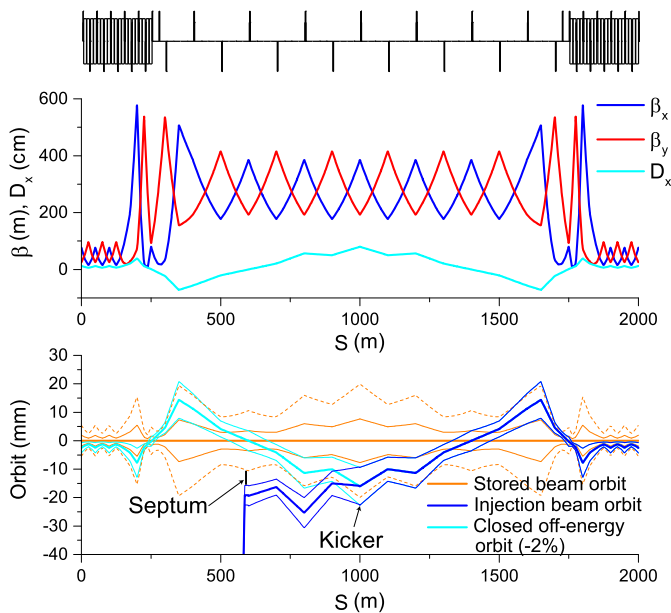 600
400
200
0
β (m), D_x (cm)
β_x
β_y
D_x
0
500
1000
1500
2000
S (m)
30
20
10
0
-10
-20
-30
-40
Orbit (mm)
Septum
Kicker
Stored beam orbit
Injection beam orbit
Closed off-energy
orbit (-2%)
0
500
1000
1500
2000
S (m)